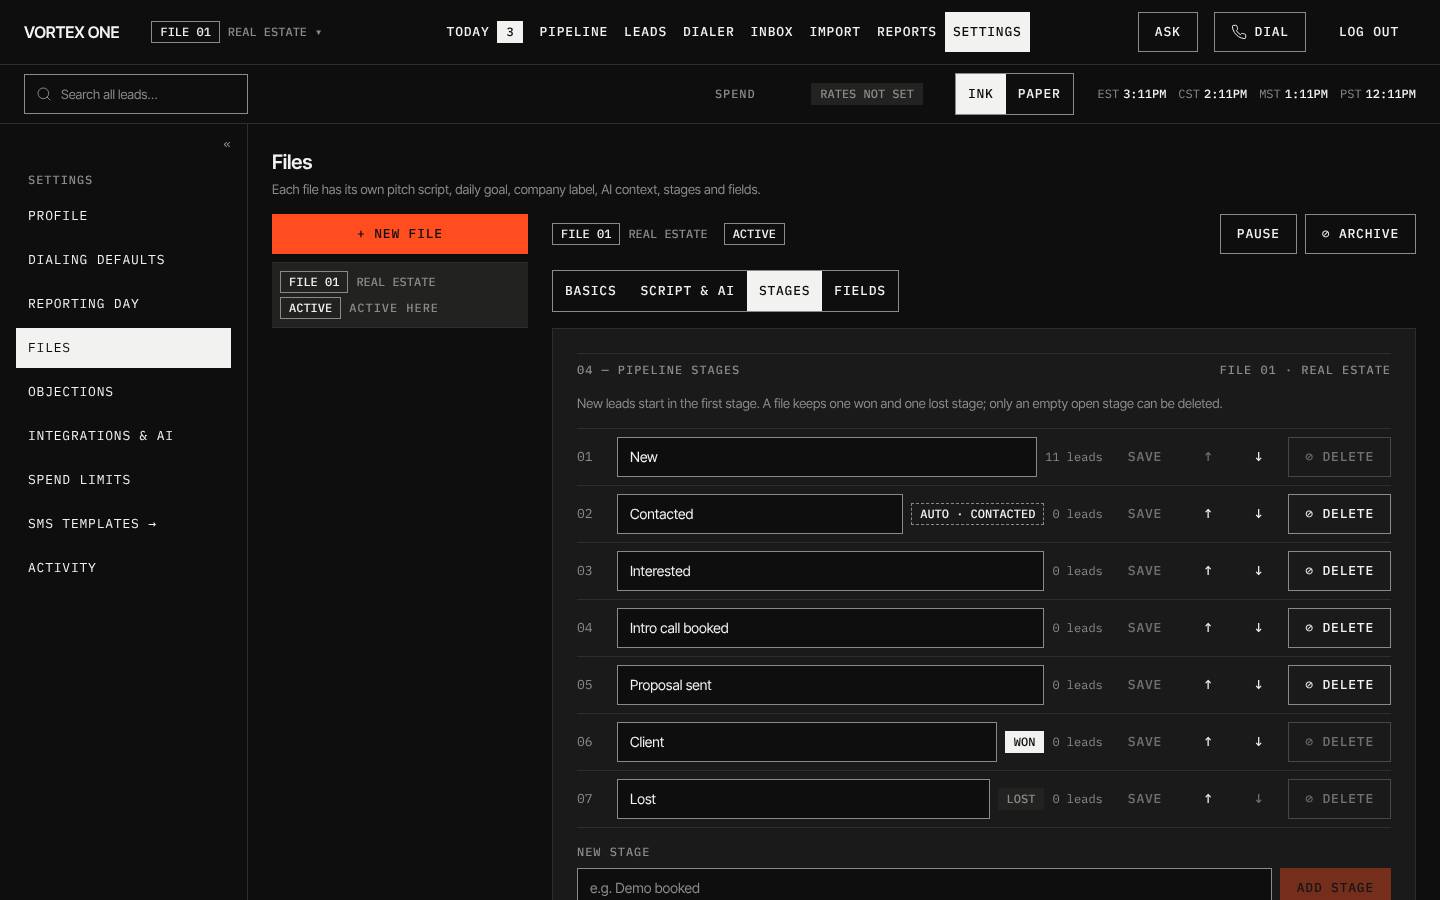 VORTEX ONE FILE 01 REAL ESTATE ▾ TODAY 3 PIPELINE LEADS DIALER INBOX IMPORT REPORTS SETTINGS ASK DIAL LOG OUT
Search all leads... SPEND RATES NOT SET INK PAPER EST 3:11PM CST 2:11PM MST 1:11PM PST 12:11PM
«
SETTINGS
PROFILE
DIALING DEFAULTS
REPORTING DAY
FILES
OBJECTIONS
INTEGRATIONS & AI
SPEND LIMITS
SMS TEMPLATES →
ACTIVITY
Files
Each file has its own pitch script, daily goal, company label, AI context, stages and fields.
+ NEW FILE
FILE 01 REAL ESTATE
ACTIVE ACTIVE HERE
FILE 01 REAL ESTATE ACTIVE PAUSE ⊘ ARCHIVE
BASICS SCRIPT & AI STAGES FIELDS
04 — PIPELINE STAGES FILE 01 · REAL ESTATE
New leads start in the first stage. A file keeps one won and one lost stage; only an empty open stage can be deleted.
01 New 11 leads SAVE ↑ ↓ ⊘ DELETE
02 Contacted AUTO · CONTACTED 0 leads SAVE ↑ ↓ ⊘ DELETE
03 Interested 0 leads SAVE ↑ ↓ ⊘ DELETE
04 Intro call booked 0 leads SAVE ↑ ↓ ⊘ DELETE
05 Proposal sent 0 leads SAVE ↑ ↓ ⊘ DELETE
06 Client WON 0 leads SAVE ↑ ↓ ⊘ DELETE
07 Lost LOST 0 leads SAVE ↑ ↓ ⊘ DELETE
NEW STAGE
e.g. Demo booked ADD STAGE